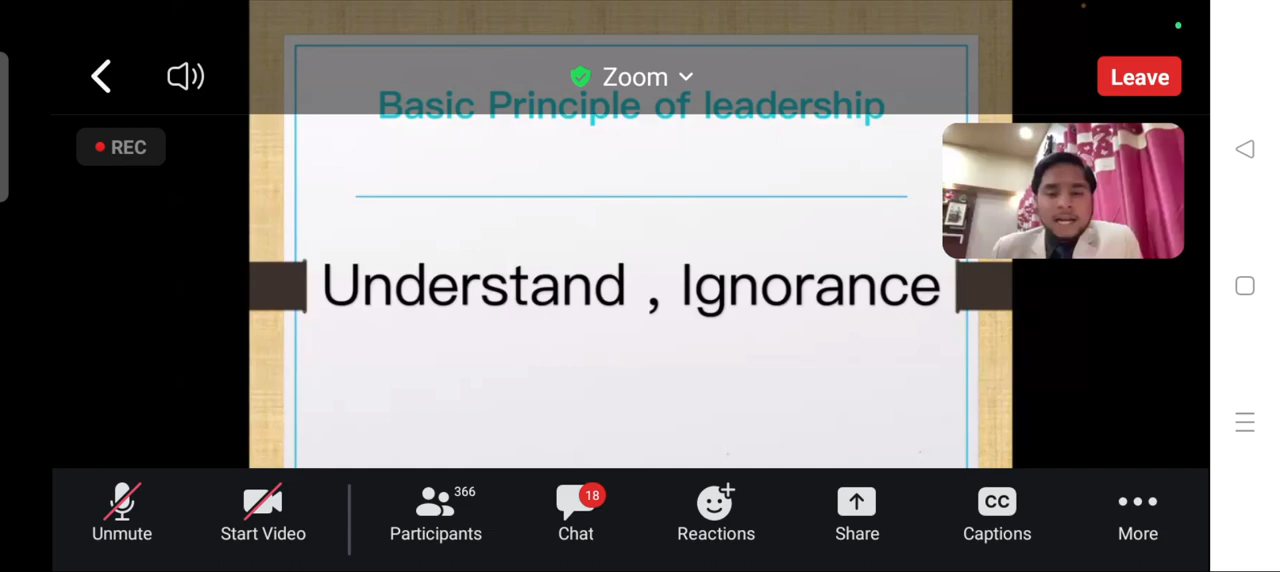 Zoom
Leave
Basic Principle of leadership
REC
Understand , Ignorance
366
18
CC
Unmute
Start Video
Participants
Chat
Reactions
Share
Captions
More